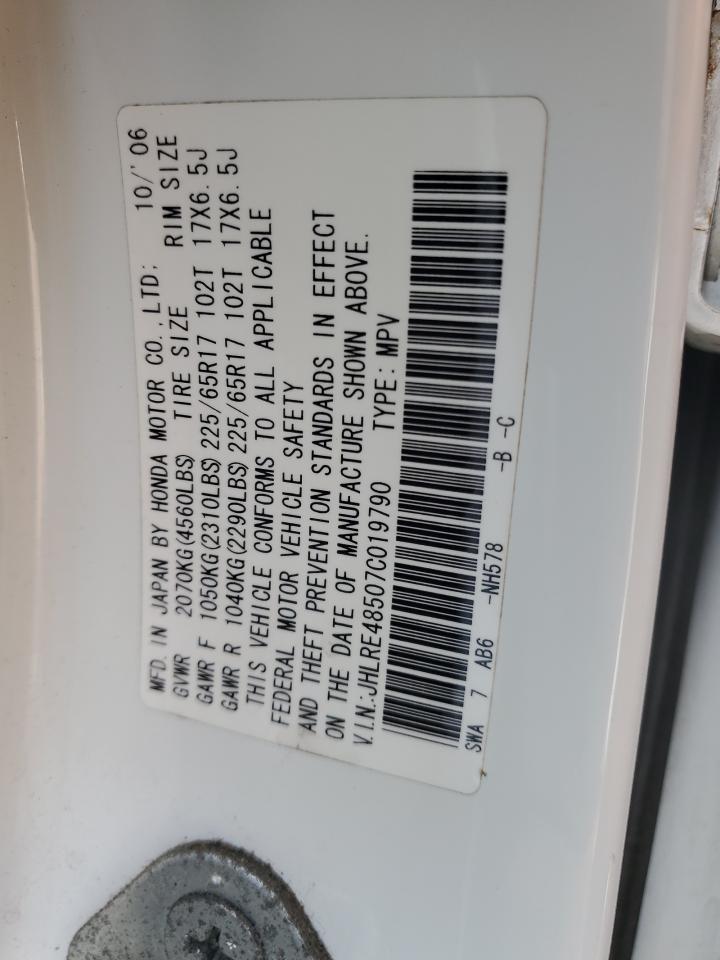 MFD. IN JAPAN BY HONDA MOTOR CO., LTD; 10/'06
GVWR 2070KG(4560LBS) TIRE SIZE RIM SIZE
GAWR F 1050KG(2310LBS) 225/65R17 102T 17X6.5J
GAWR R 1040KG(2290LBS) 225/65R17 102T 17X6.5J
THIS VEHICLE CONFORMS TO ALL APPLICABLE
FEDERAL MOTOR VEHICLE SAFETY
AND THEFT PREVENTION STANDARDS IN EFFECT
ON THE DATE OF MANUFACTURE SHOWN ABOVE.
V.I.N.:JHLRE48507C019790 TYPE: MPV
SWA 7 AB6 -NH578 -B -C